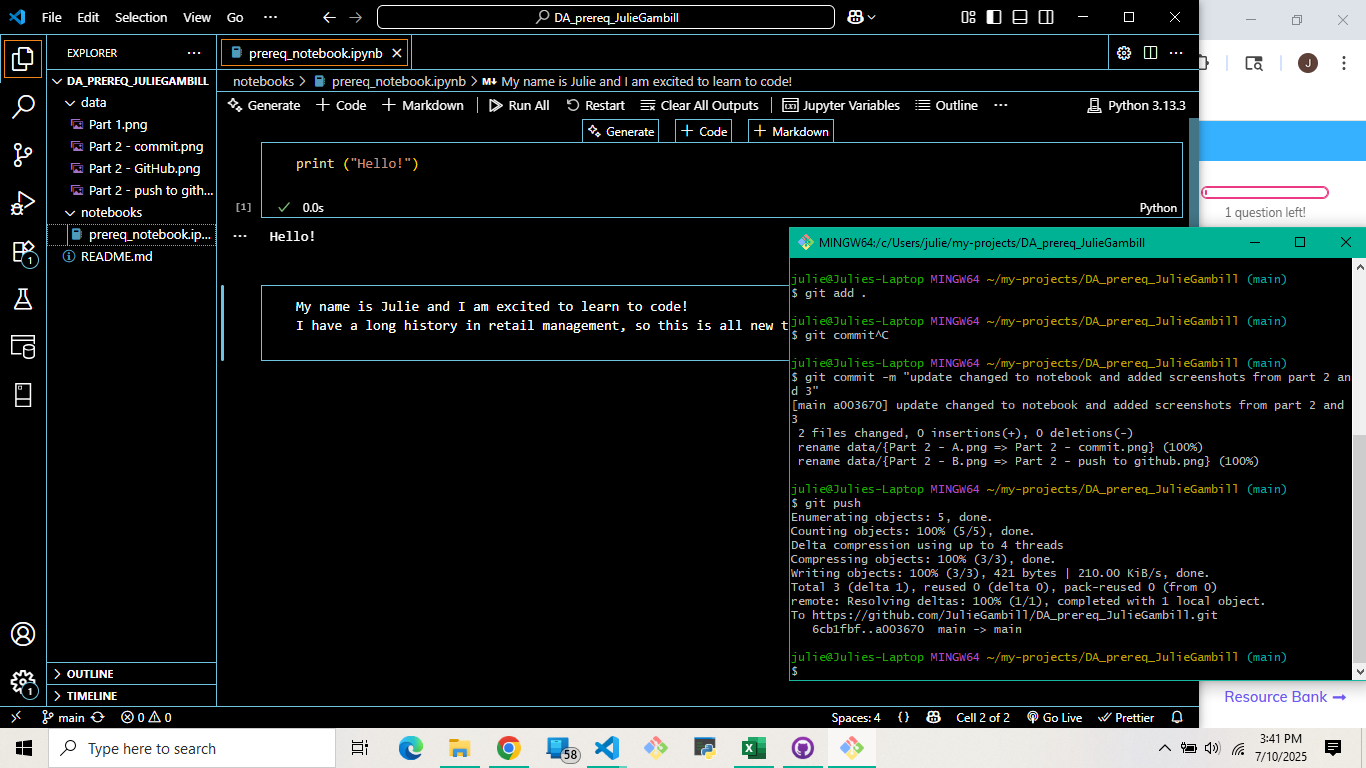 File Edit Selection View Go ··· DA_prereq_JulieGambill
EXPLORER ···
DA_PREREQ_JULIEGAMBILL
data
Part 1.png
Part 2 - commit.png
Part 2 - GitHub.png
Part 2 - push to gith...
notebooks
prereq_notebook.ip...
README.md
OUTLINE
TIMELINE
1
1
prereq_notebook.ipynb
notebooks > prereq_notebook.ipynb > M↓ My name is Julie and I am excited to learn to code!
Generate + Code + Markdown Run All Restart Clear All Outputs Jupyter Variables Outline ··· Python 3.13.3
Generate + Code + Markdown
print ("Hello!")
[1] 0.0s Python
Hello!
My name is Julie and I am excited to learn to code!
I have a long history in retail management, so this is all new t
J
1 question left!
MINGW64:/c/Users/julie/my-projects/DA_prereq_JulieGambill
julie@Julies-Laptop MINGW64 ~/my-projects/DA_prereq_JulieGambill (main)
$ git add .
julie@Julies-Laptop MINGW64 ~/my-projects/DA_prereq_JulieGambill (main)
$ git commit^C
julie@Julies-Laptop MINGW64 ~/my-projects/DA_prereq_JulieGambill (main)
$ git commit -m "update changed to notebook and added screenshots from part 2 an
d 3"
[main a003670] update changed to notebook and added screenshots from part 2 and
3
2 files changed, 0 insertions(+), 0 deletions(-)
rename data/{Part 2 - A.png => Part 2 - commit.png} (100%)
rename data/{Part 2 - B.png => Part 2 - push to github.png} (100%)
julie@Julies-Laptop MINGW64 ~/my-projects/DA_prereq_JulieGambill (main)
$ git push
Enumerating objects: 5, done.
Counting objects: 100% (5/5), done.
Delta compression using up to 4 threads
Compressing objects: 100% (3/3), done.
Writing objects: 100% (3/3), 421 bytes | 210.00 KiB/s, done.
Total 3 (delta 1), reused 0 (delta 0), pack-reused 0 (from 0)
remote: Resolving deltas: 100% (1/1), completed with 1 local object.
To https://github.com/JulieGambill/DA_prereq_JulieGambill.git
6cb1fbf..a003670  main -> main
julie@Julies-Laptop MINGW64 ~/my-projects/DA_prereq_JulieGambill (main)
$
Resource Bank →
main 0 0 Spaces: 4 {} Cell 2 of 2 Go Live Prettier
Type here to search 58 3:41 PM
7/10/2025